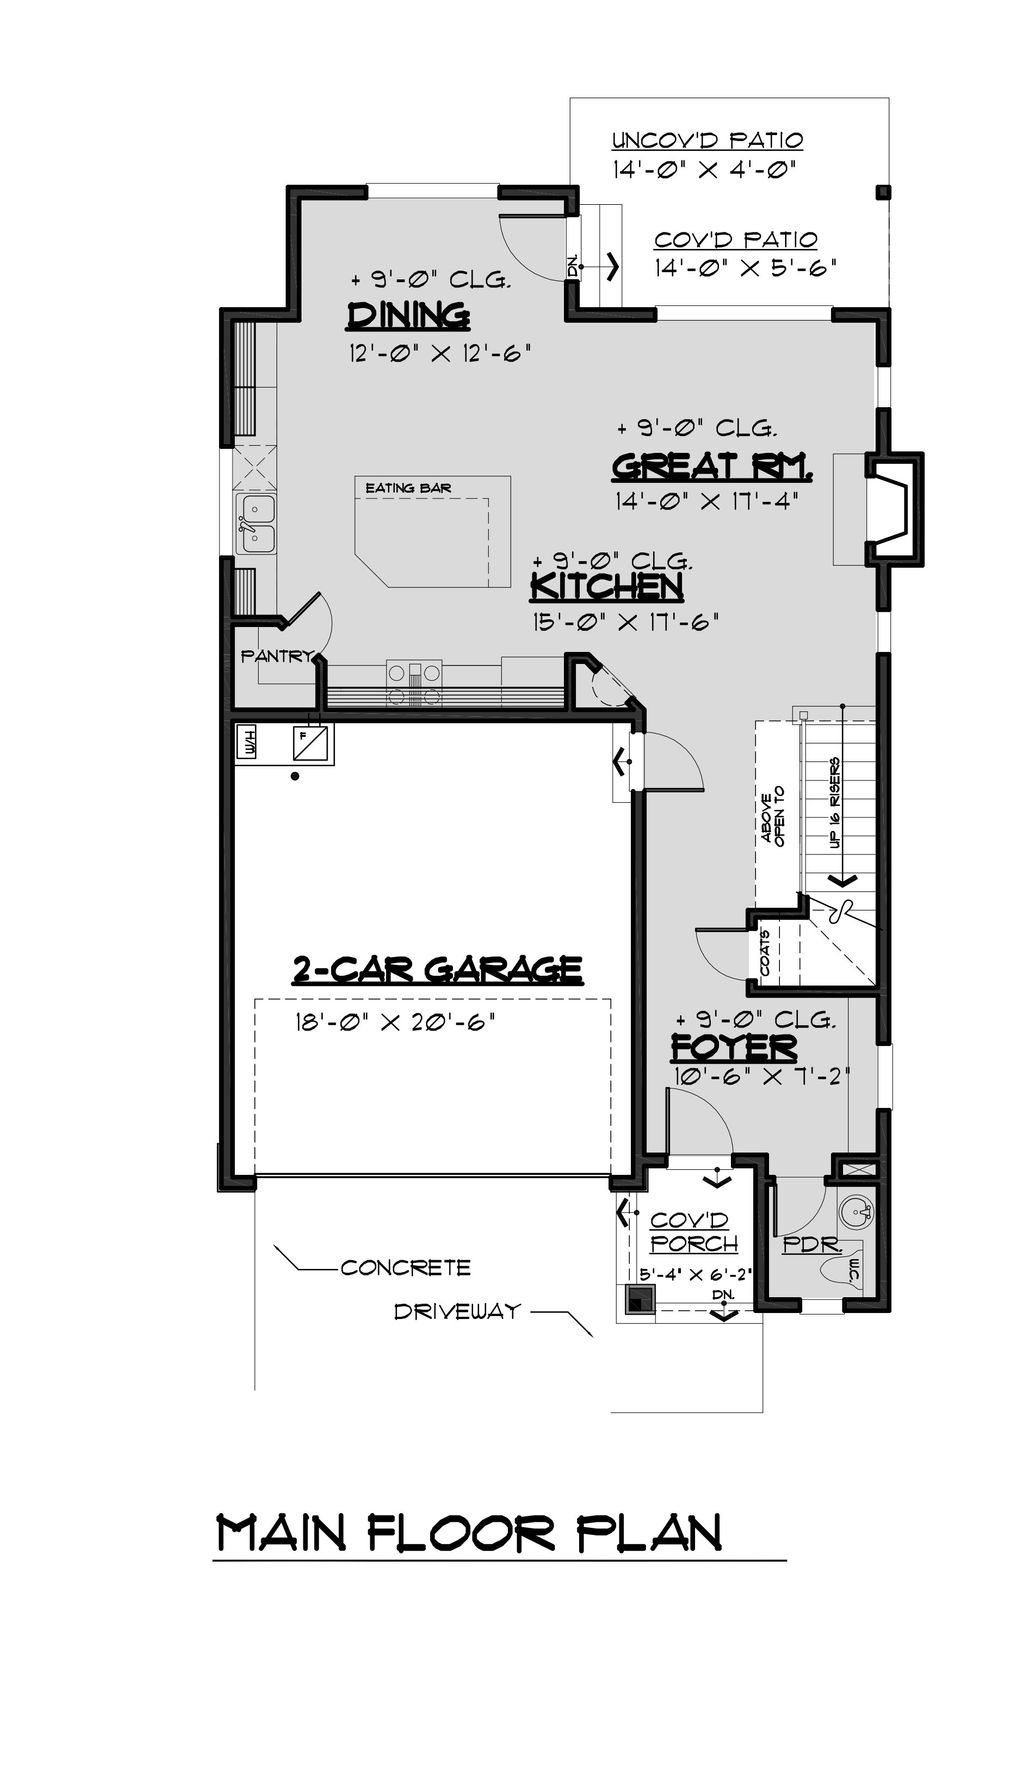 UNCOV'D PATIO
14'-0" X 4'-0"
COV'D PATIO
14'-0" X 5'-6"
DN.
+ 9'-0" CLG.
DINING
12'-0" X 12'-6"
+ 9'-0" CLG.
GREAT RM.
14'-0" X 17'-4"
EATING BAR
+ 9'-0" CLG.
KITCHEN
15'-0" X 17'-6"
PANTRY
W/H
F
UP 16 RISERS
ABOVE
OPEN TO
COATS
2-CAR GARAGE
18'-0" X 20'-6"
+ 9'-0" CLG.
FOYER
10'-6" X 7'-2"
COV'D
PORCH
5'-4" X 6'-2"
DN.
PDR.
W.C.
CONCRETE
DRIVEWAY
MAIN FLOOR PLAN